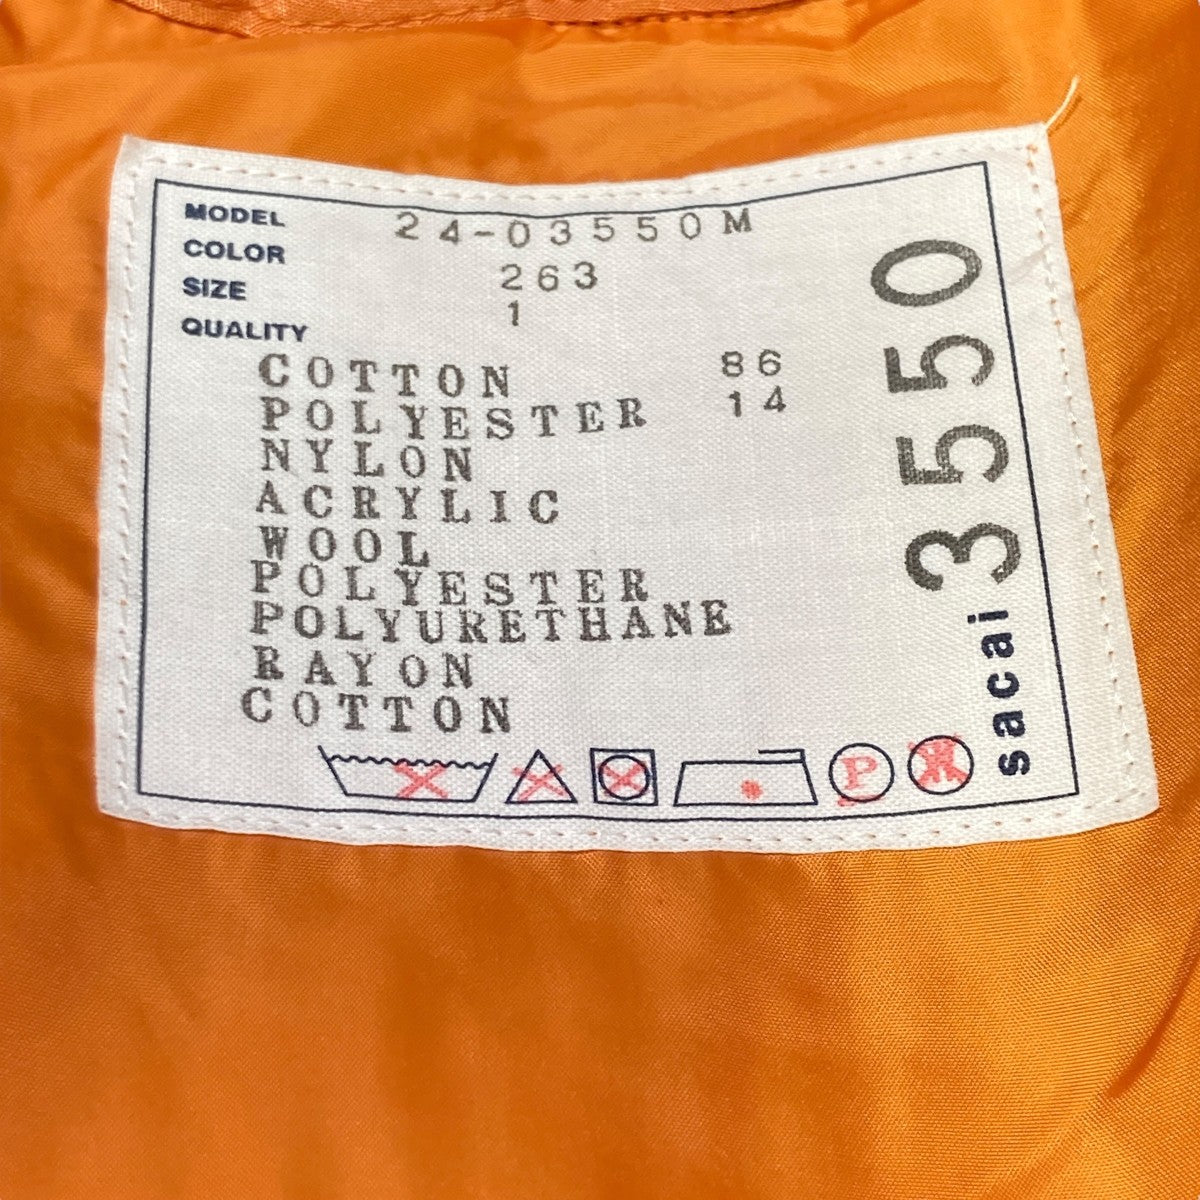 MODEL 24-03550M
COLOR 263
SIZE 1
QUALITY
COTTON 86
POLYESTER 14
NYLON
ACRYLIC
WOOL
POLYESTER
POLYURETHANE
RAYON
COTTON
P
W
sacai 3550